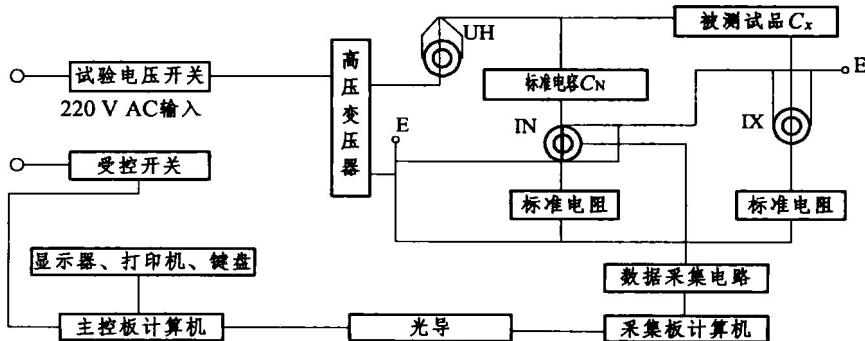 UH
被测试品Cx
试验电压开关
220 V AC输入
高压变压器
标准电容CN
E
E
IN
IX
受控开关
标准电阻
标准电阻
显示器、打印机、键盘
数据采集电路
主控板计算机
光导
采集板计算机